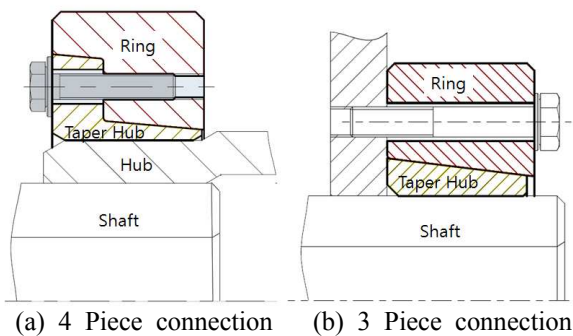 Ring
Taper Hub
Hub
Shaft
Ring
Taper Hub
Shaft
(a) 4 Piece connection (b) 3 Piece connection